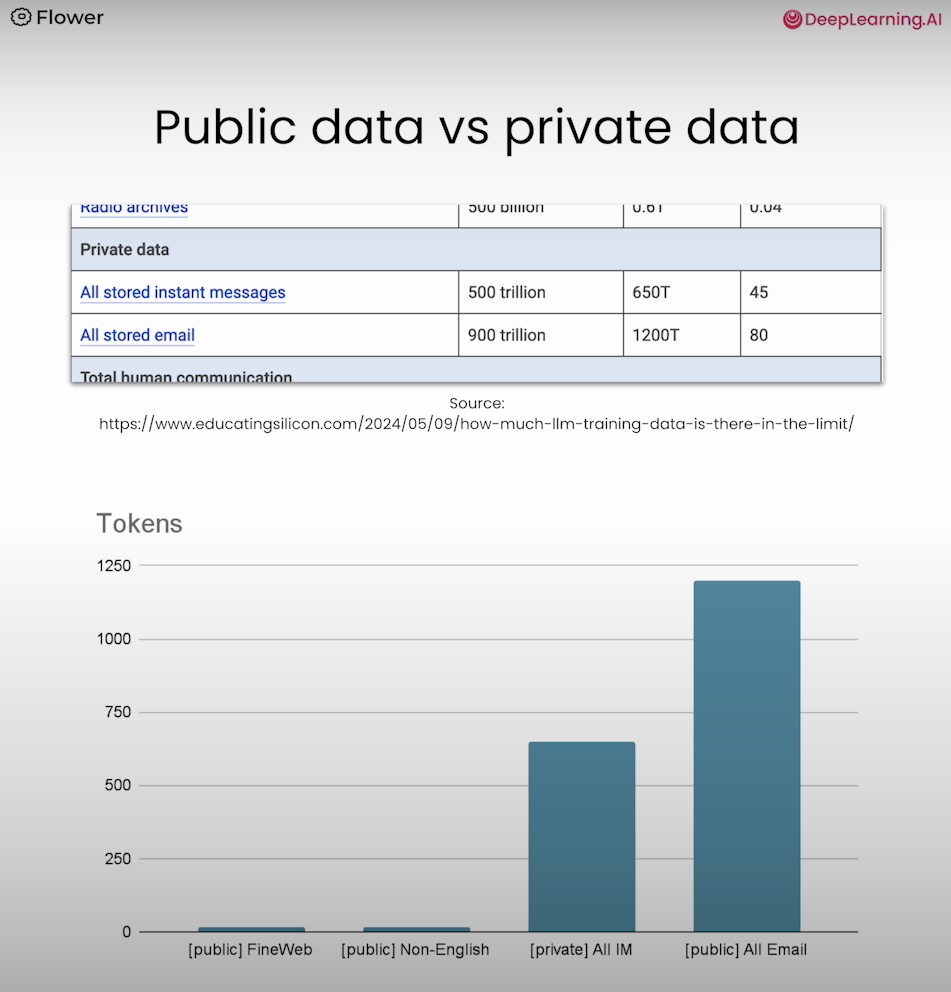 Flower
DeepLearning.AI
Public data vs private data
Radio archives 500 billion 0.6T 0.04
Private data
All stored instant messages 500 trillion 650T 45
All stored email 900 trillion 1200T 80
Total human communication
Source:
https://www.educatingsilicon.com/2024/05/09/how-much-llm-training-data-is-there-in-the-limit/
Tokens
1250
1000
750
500
250
0
[public] FineWeb [public] Non-English [private] All IM [public] All Email